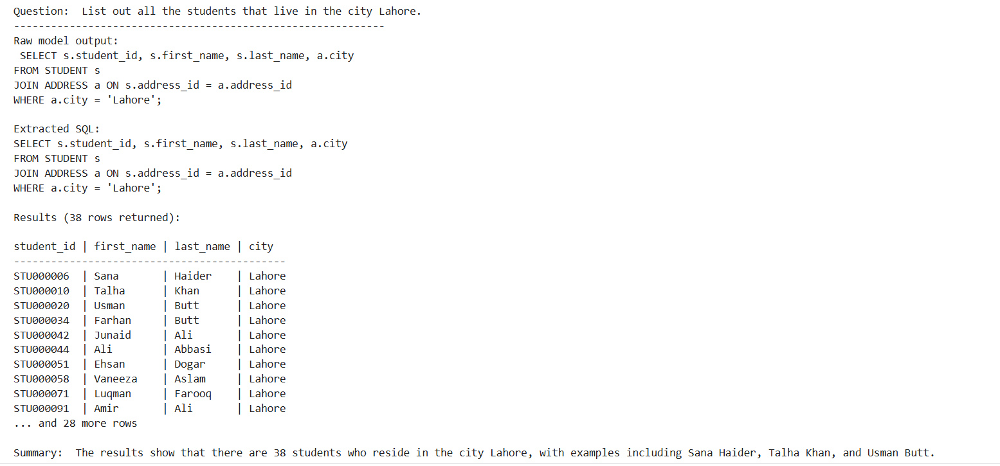 Question:  List out all the students that live in the city Lahore.
------------------------------------------------------------
Raw model output:
 SELECT s.student_id, s.first_name, s.last_name, a.city
FROM STUDENT s
JOIN ADDRESS a ON s.address_id = a.address_id
WHERE a.city = 'Lahore';

Extracted SQL:
SELECT s.student_id, s.first_name, s.last_name, a.city
FROM STUDENT s
JOIN ADDRESS a ON s.address_id = a.address_id
WHERE a.city = 'Lahore';

Results (38 rows returned):

student_id | first_name | last_name | city
--------------------------------------------
STU000006  | Sana       | Haider    | Lahore
STU000010  | Talha      | Khan      | Lahore
STU000020  | Usman      | Butt      | Lahore
STU000034  | Farhan     | Butt      | Lahore
STU000042  | Junaid     | Ali       | Lahore
STU000044  | Ali        | Abbasi    | Lahore
STU000051  | Ehsan      | Dogar     | Lahore
STU000058  | Vaneeza    | Aslam     | Lahore
STU000071  | Luqman     | Farooq    | Lahore
STU000091  | Amir       | Ali       | Lahore
... and 28 more rows

Summary:  The results show that there are 38 students who reside in the city Lahore, with examples including Sana Haider, Talha Khan, and Usman Butt.